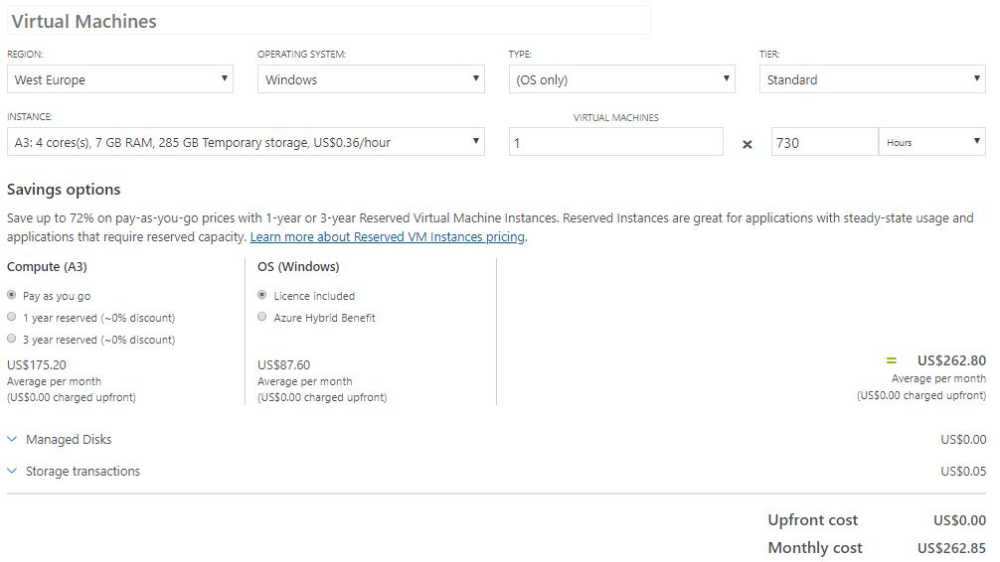 Virtual Machines
REGION: OPERATING SYSTEM: TYPE: TIER:
West Europe Windows (OS only) Standard
INSTANCE: VIRTUAL MACHINES
A3: 4 cores(s), 7 GB RAM, 285 GB Temporary storage, US$0.36/hour 1 × 730 Hours
Savings options
Save up to 72% on pay-as-you-go prices with 1-year or 3-year Reserved Virtual Machine Instances. Reserved Instances are great for applications with steady-state usage and
applications that require reserved capacity. Learn more about Reserved VM Instances pricing.
Compute (A3) OS (Windows)
Pay as you go Licence included
1 year reserved (~0% discount) Azure Hybrid Benefit
3 year reserved (~0% discount)
US$175.20 US$87.60 = US$262.80
Average per month Average per month Average per month
(US$0.00 charged upfront) (US$0.00 charged upfront) (US$0.00 charged upfront)
Managed Disks US$0.00
Storage transactions US$0.05
Upfront cost US$0.00
Monthly cost US$262.85